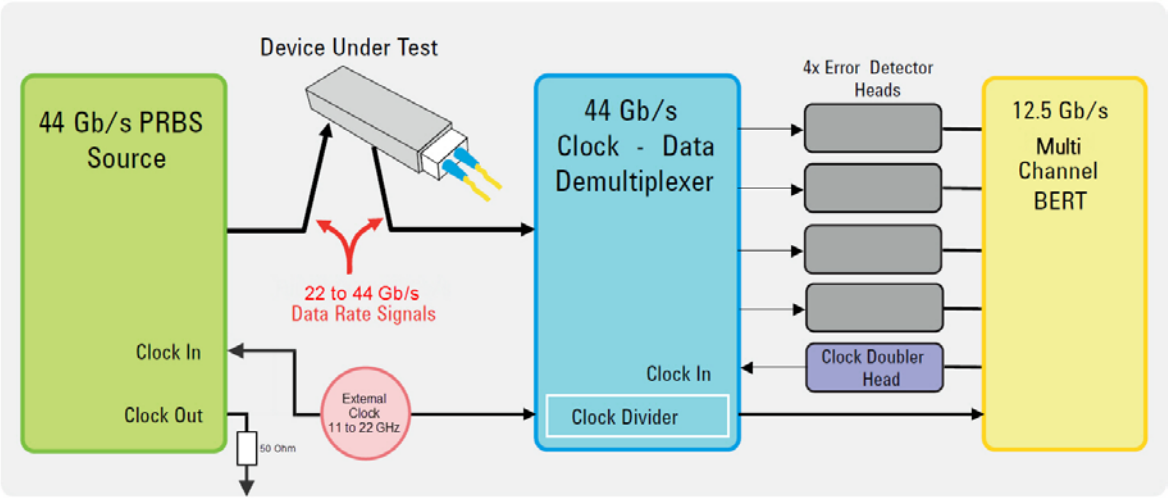 Device Under Test
44 Gb/s PRBS
Source
22 to 44 Gb/s
Data Rate Signals
Clock In
Clock Out
50 Ohm
External
Clock
11 to 22 GHz
44 Gb/s
Clock - Data
Demultiplexer
Clock In
Clock Divider
4x Error Detector
Heads
Clock Doubler
Head
12.5 Gb/s
Multi
Channel
BERT